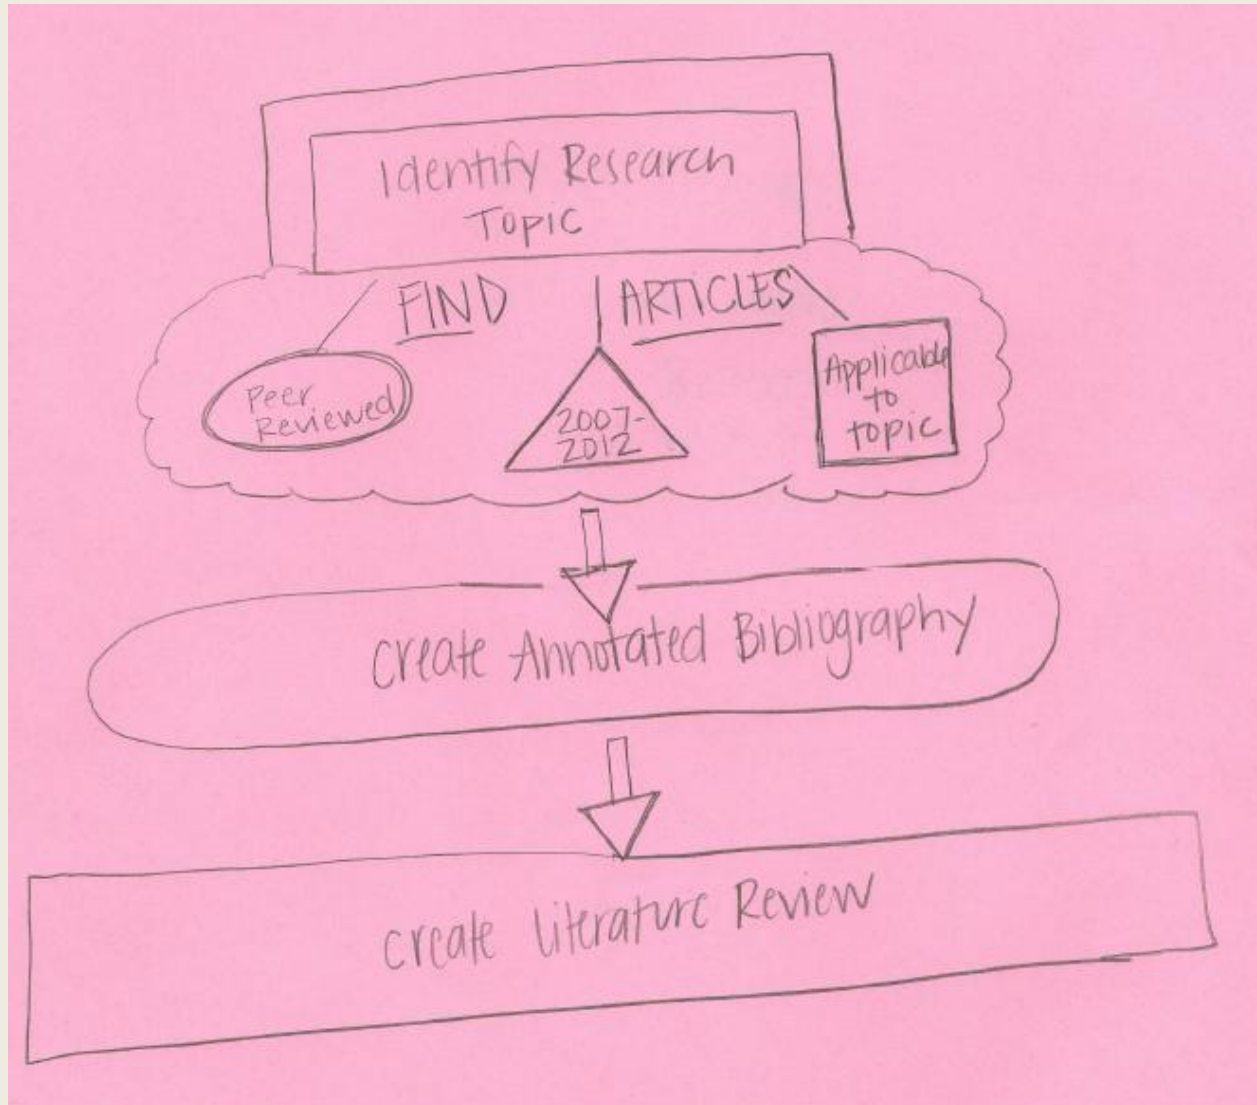 Identify Research
Topic
FIND ARTICLES
Peer
Reviewed
2007-
2012
Applicable
to
topic
Create Annotated Bibliography
Create Literature Review